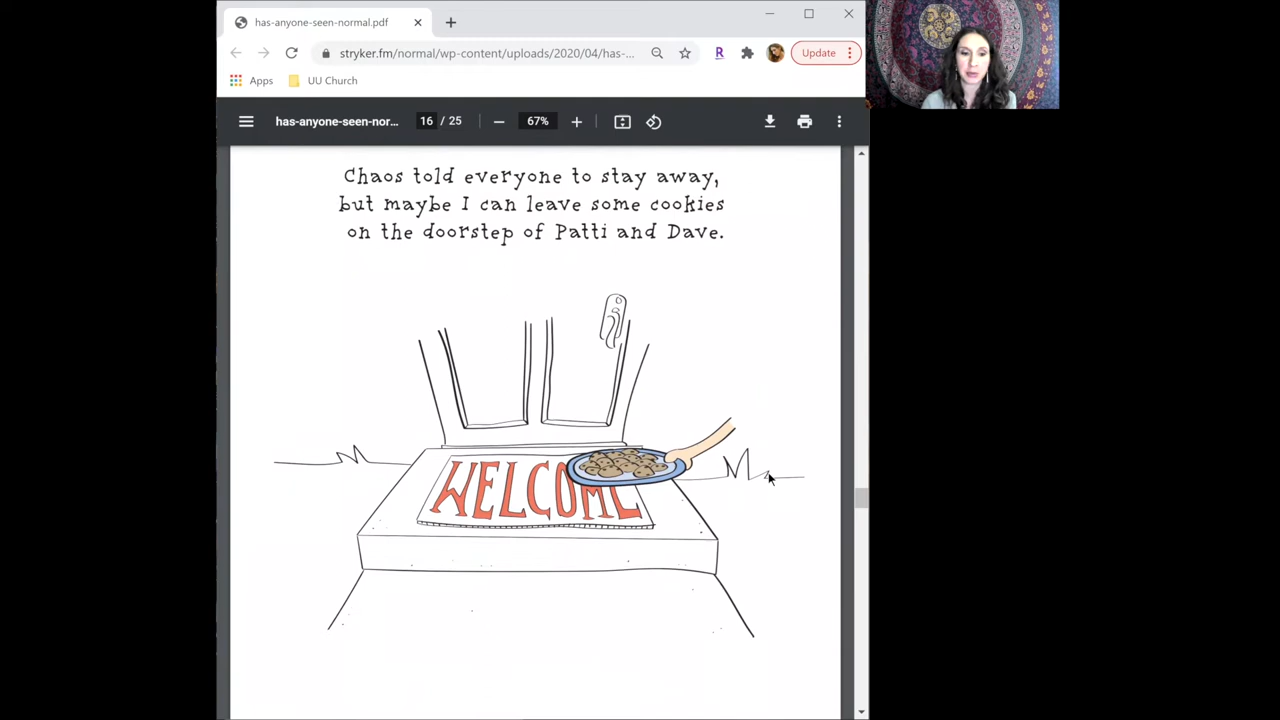 has-anyone-seen-normal.pdf
stryker.fm/normal/wp-content/uploads/2020/04/has-...
R
Update
Apps
UU Church
has-anyone-seen-nor...
16 / 25
67%
Chaos told everyone to stay away,
but maybe I can leave some cookies
on the doorstep of Patti and Dave.
WELCOME